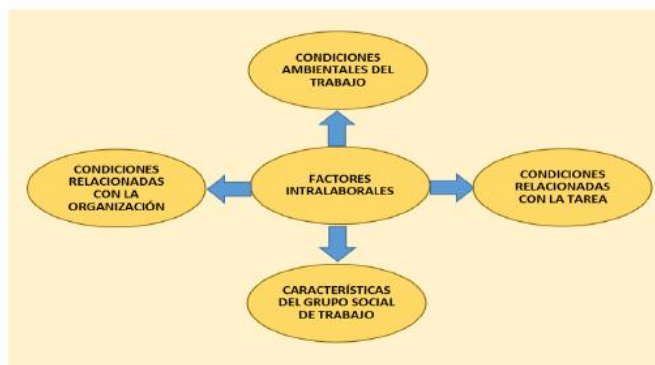 CONDICIONES
AMBIENTALES DEL
TRABAJO
CONDICIONES
RELACIONADAS
CON LA
ORGANIZACIÓN
FACTORES
INTRALABORALES
CONDICIONES
RELACIONADAS
CON LA TAREA
CARACTERÍSTICAS
DEL GRUPO SOCIAL
DE TRABAJO